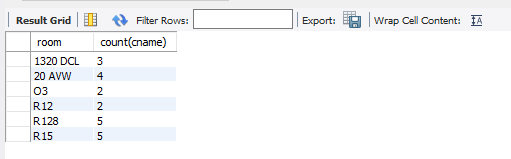 Result Grid Filter Rows: Export: Wrap Cell Content: IA
room count(cname)
1320 DCL 3
20 AVW 4
O3 2
R12 2
R128 5
R15 5